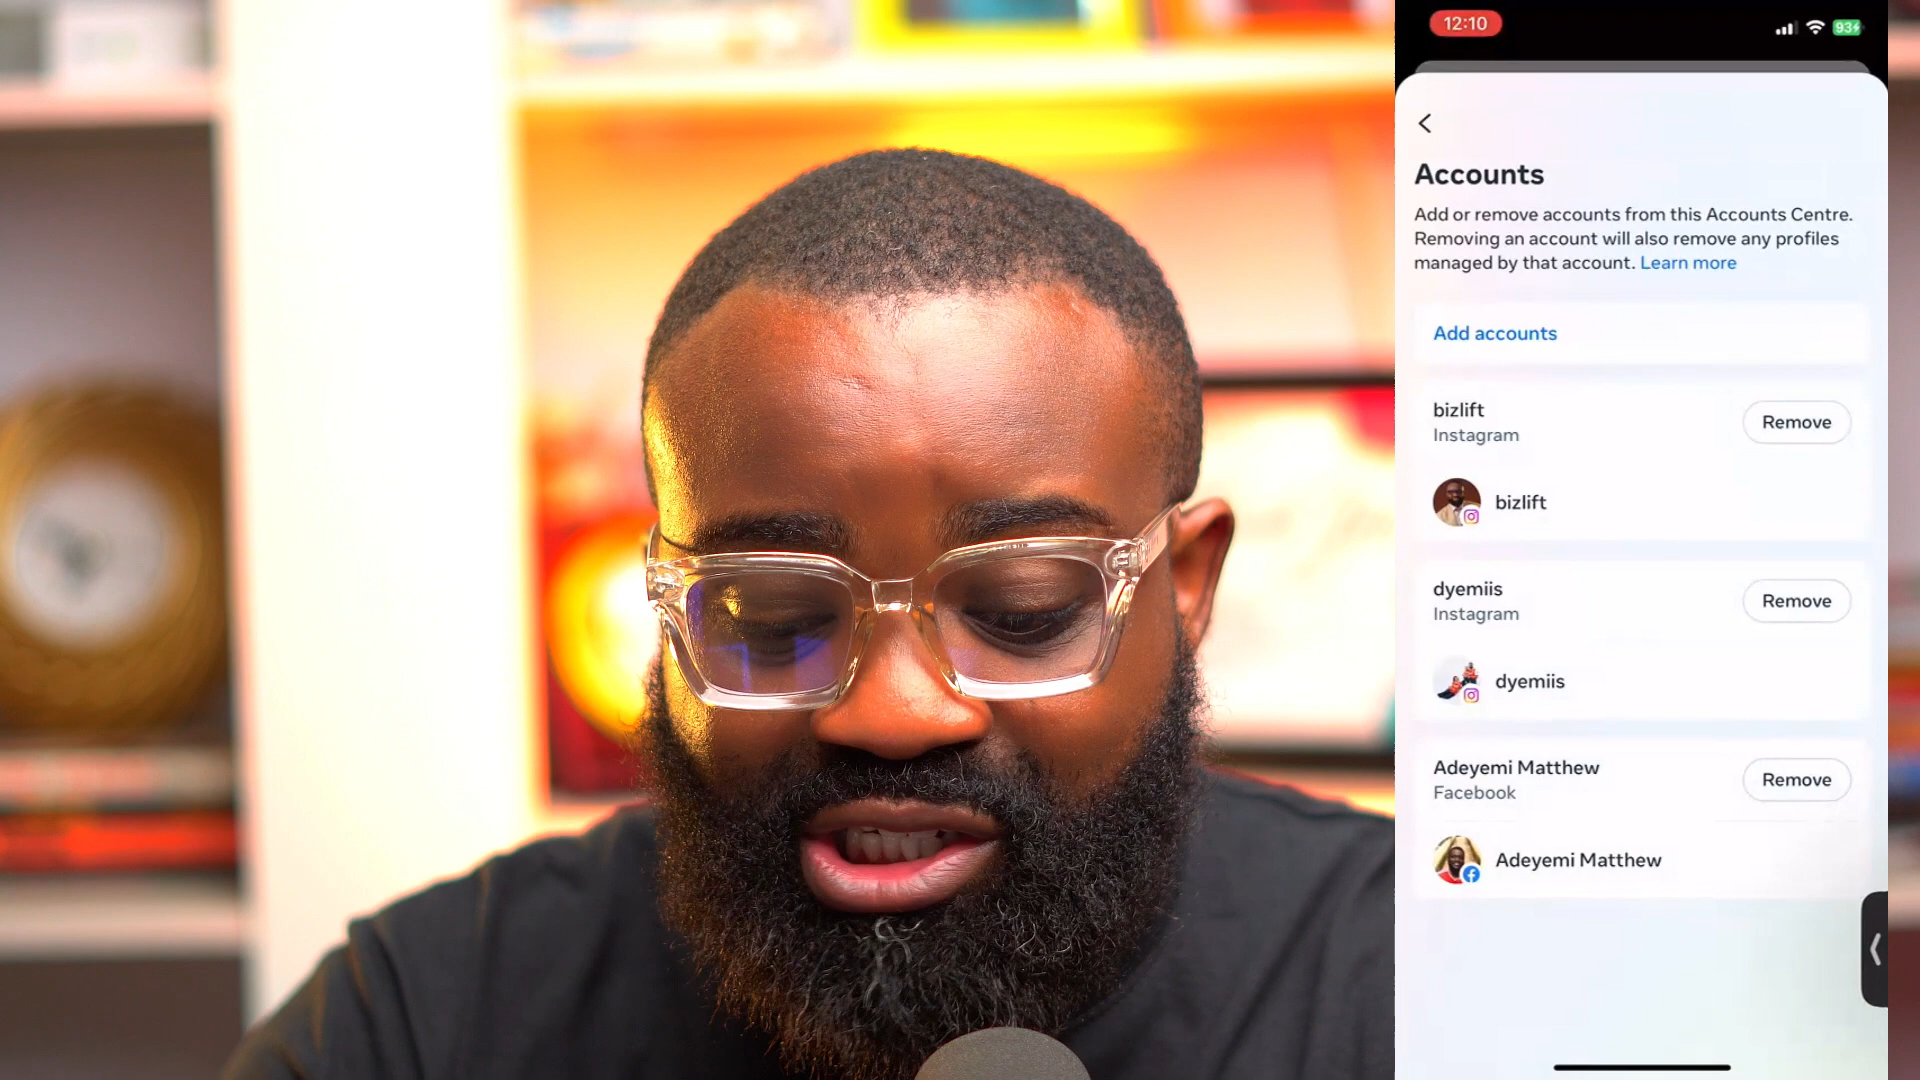 12:10
93
Accounts
Add or remove accounts from this Accounts Centre.
Removing an account will also remove any profiles
managed by that account. Learn more
Add accounts
bizlift
Instagram
Remove
bizlift
dyemiis
Instagram
Remove
dyemiis
Adeyemi Matthew
Facebook
Remove
Adeyemi Matthew